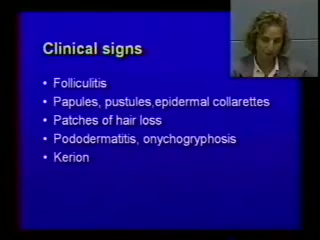 Clinical signs
• Folliculitis
• Papules, pustules,epidermal collarettes
• Patches of hair loss
• Pododermatitis, onychogryphosis
• Kerion